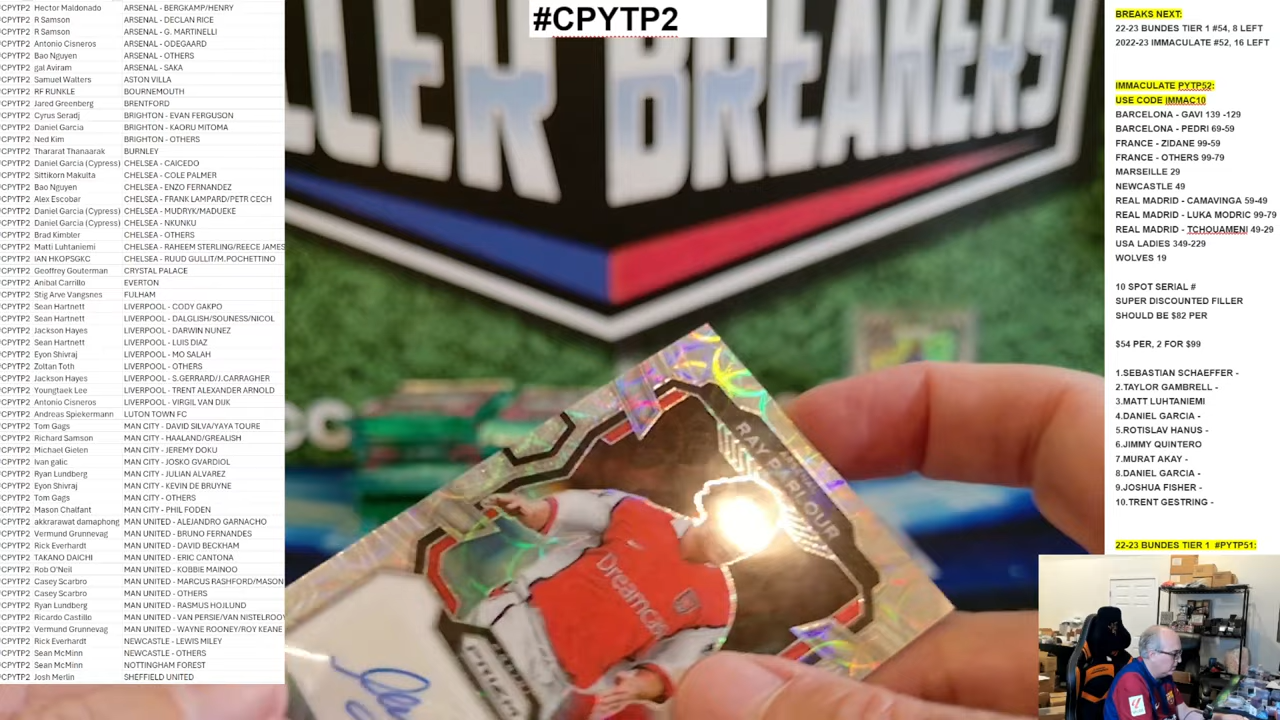 #CPYTP2
CPYTP2 Hector Maldonado ARSENAL - BERGKAMP/HENRY
CPYTP2 R Samson ARSENAL - DECLAN RICE
CPYTP2 R Samson ARSENAL - G. MARTINELLI
CPYTP2 Antonio Cisneros ARSENAL - ODEGAARD
CPYTP2 Bao Nguyen ARSENAL - OTHERS
CPYTP2 gal Aviram ARSENAL - SAKA
CPYTP2 Samuel Walters ASTON VILLA
CPYTP2 RF RUNKLE BOURNEMOUTH
CPYTP2 Jared Greenberg BRENTFORD
CPYTP2 Cyrus Seradj BRIGHTON - EVAN FERGUSON
CPYTP2 Daniel Garcia BRIGHTON - KAORU MITOMA
CPYTP2 Ned Kim BRIGHTON - OTHERS
CPYTP2 Thararat Thanaarak BURNLEY
CPYTP2 Daniel Garcia (Cypress) CHELSEA - CAICEDO
CPYTP2 Sittikorn Makulta CHELSEA - COLE PALMER
CPYTP2 Bao Nguyen CHELSEA - ENZO FERNANDEZ
CPYTP2 Alex Escobar CHELSEA - FRANK LAMPARD/PETR CECH
CPYTP2 Daniel Garcia (Cypress) CHELSEA - MUDRYK/MADUEKE
CPYTP2 Daniel Garcia (Cypress) CHELSEA - NKUNKU
CPYTP2 Brad Kimbler CHELSEA - OTHERS
CPYTP2 Matti Luhtaniemi CHELSEA - RAHEEM STERLING/REECE JAMES
CPYTP2 IAN HKOPSGKC CHELSEA - RUUD GULLIT/M.POCHETTINO
CPYTP2 Geoffrey Gouterman CRYSTAL PALACE
CPYTP2 Anibal Carrillo EVERTON
CPYTP2 Stig Arve Vangsnes FULHAM
CPYTP2 Sean Hartnett LIVERPOOL - CODY GAKPO
CPYTP2 Sean Hartnett LIVERPOOL - DALGLISH/SOUNESS/NICOL
CPYTP2 Jackson Hayes LIVERPOOL - DARWIN NUNEZ
CPYTP2 Sean Hartnett LIVERPOOL - LUIS DIAZ
CPYTP2 Eyon Shivraj LIVERPOOL - MO SALAH
CPYTP2 Zoltan Toth LIVERPOOL - OTHERS
CPYTP2 Jackson Hayes LIVERPOOL - S.GERRARD/J.CARRAGHER
CPYTP2 Youngtaek Lee LIVERPOOL - TRENT ALEXANDER ARNOLD
CPYTP2 Antonio Cisneros LIVERPOOL - VIRGIL VAN DIJK
CPYTP2 Andreas Spiekermann LUTON TOWN FC
CPYTP2 Tom Gags MAN CITY - DAVID SILVA/YAYA TOURE
CPYTP2 Richard Samson MAN CITY - HAALAND/GREALISH
CPYTP2 Michael Gielen MAN CITY - JEREMY DOKU
CPYTP2 Ivan galic MAN CITY - JOSKO GVARDIOL
CPYTP2 Ryan Lundberg MAN CITY - JULIAN ALVAREZ
CPYTP2 Eyon Shivraj MAN CITY - KEVIN DE BRUYNE
CPYTP2 Tom Gags MAN CITY - OTHERS
CPYTP2 Mason Chalfant MAN CITY - PHIL FODEN
CPYTP2 akkrarawat damaphong MAN UNITED - ALEJANDRO GARNACHO
CPYTP2 Vermund Grunnevag MAN UNITED - BRUNO FERNANDES
CPYTP2 Rick Everhardt MAN UNITED - DAVID BECKHAM
CPYTP2 TAKANO DAICHI MAN UNITED - ERIC CANTONA
CPYTP2 Rob O'Neil MAN UNITED - KOBBIE MAINOO
CPYTP2 Casey Scarbro MAN UNITED - MARCUS RASHFORD/MASON
CPYTP2 Casey Scarbro MAN UNITED - OTHERS
CPYTP2 Ryan Lundberg MAN UNITED - RASMUS HOJLUND
CPYTP2 Ricardo Castillo MAN UNITED - VAN PERSIE/VAN NISTELROOY
CPYTP2 Vermund Grunnevag MAN UNITED - WAYNE ROONEY/ROY KEANE
CPYTP2 Rick Everhardt NEWCASTLE - LEWIS MILEY
CPYTP2 Sean McMinn NEWCASTLE - OTHERS
CPYTP2 Sean McMinn NOTTINGHAM FOREST
CPYTP2 Josh Merlin SHEFFIELD UNITED
LLER BREAKERS
RAY PARLOUR
Dreamcast
PRIZM
BREAKS NEXT:
22-23 BUNDES TIER 1 #54, 8 LEFT
2022-23 IMMACULATE #52, 16 LEFT
IMMACULATE PYTP52:
USE CODE IMMAC10
BARCELONA - GAVI 139 -129
BARCELONA - PEDRI 69-59
FRANCE - ZIDANE 99-59
FRANCE - OTHERS 99-79
MARSEILLE 29
NEWCASTLE 49
REAL MADRID - CAMAVINGA 59-49
REAL MADRID - LUKA MODRIC 99-79
REAL MADRID - TCHOUAMENI 49-29
USA LADIES 349-229
WOLVES 19
10 SPOT SERIAL #
SUPER DISCOUNTED FILLER
SHOULD BE $82 PER
$54 PER, 2 FOR $99
1.SEBASTIAN SCHAEFFER -
2.TAYLOR GAMBRELL -
3.MATT LUHTANIEMI
4.DANIEL GARCIA -
5.ROTISLAV HANUS -
6.JIMMY QUINTERO
7.MURAT AKAY -
8.DANIEL GARCIA -
9.JOSHUA FISHER -
10.TRENT GESTRING -
22-23 BUNDES TIER 1 #PYTP51: